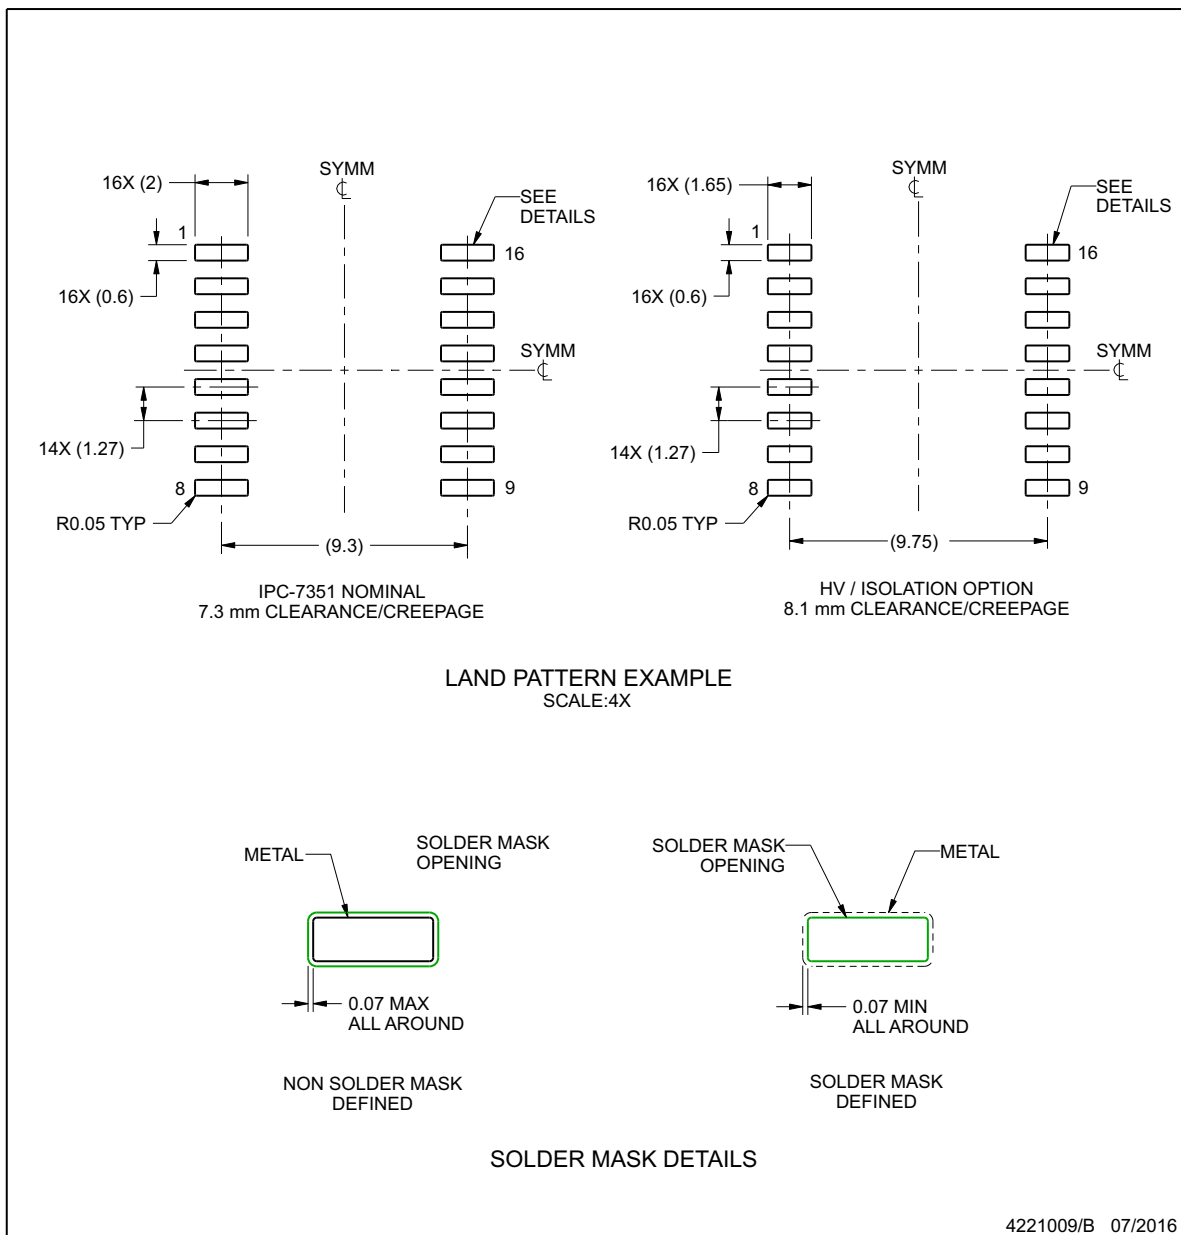 SYMM
℄
16X (2)
SEE
DETAILS
1
16
16X (0.6)
SYMM
℄
14X (1.27)
8
9
R0.05 TYP
(9.3)
IPC-7351 NOMINAL
7.3 mm CLEARANCE/CREEPAGE
SYMM
℄
16X (1.65)
SEE
DETAILS
1
16
16X (0.6)
SYMM
℄
14X (1.27)
8
9
R0.05 TYP
(9.75)
HV / ISOLATION OPTION
8.1 mm CLEARANCE/CREEPAGE
LAND PATTERN EXAMPLE
SCALE:4X
METAL
SOLDER MASK
OPENING
0.07 MAX
ALL AROUND
NON SOLDER MASK
DEFINED
SOLDER MASK
OPENING
METAL
0.07 MIN
ALL AROUND
SOLDER MASK
DEFINED
SOLDER MASK DETAILS
4221009/B 07/2016